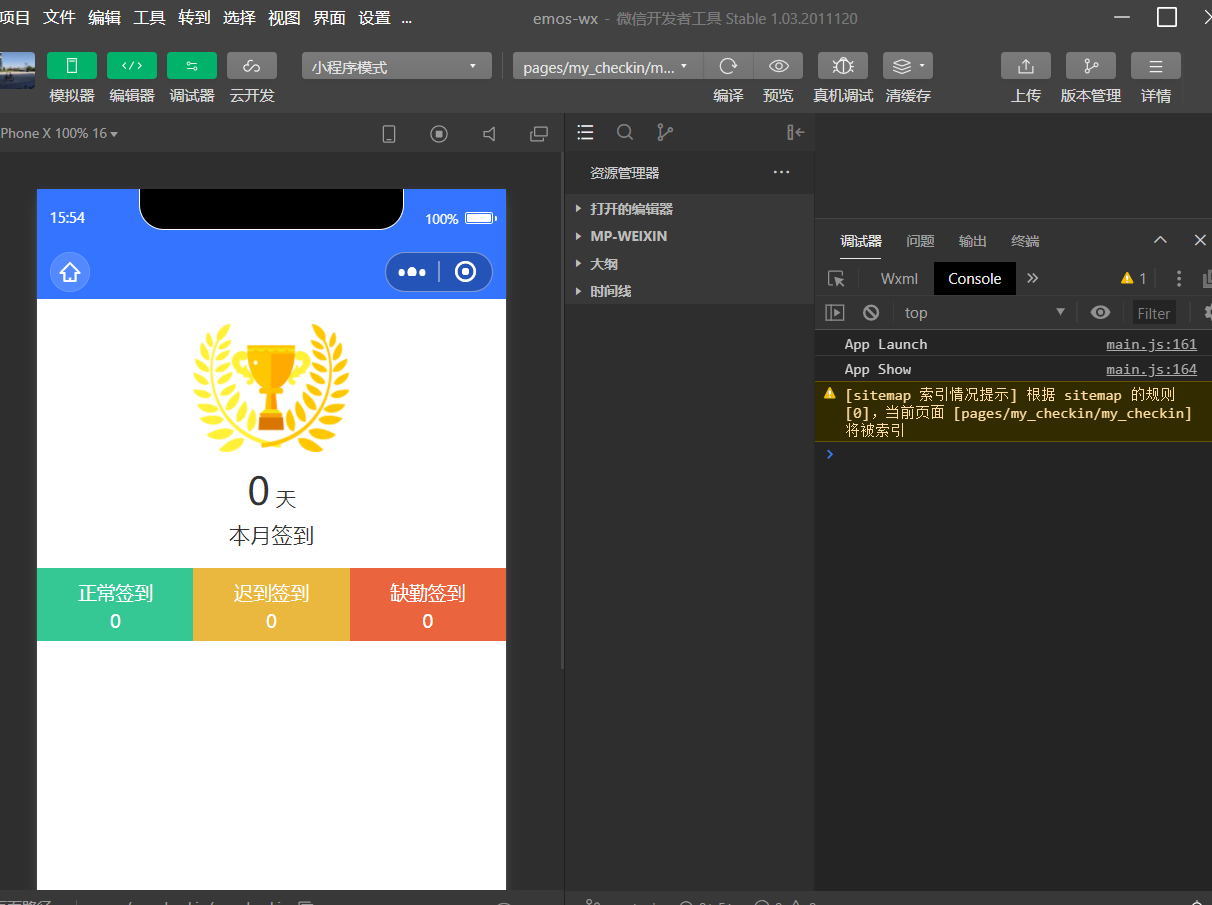 项目 文件 编辑 工具 转到 选择 视图 界面 设置 ...
emos-wx - 微信开发者工具 Stable 1.03.2011120
小程序模式
pages/my_checkin/m...
模拟器 编辑器 调试器 云开发
编译 预览 真机调试 清缓存
上传 版本管理 详情
Phone X 100% 16
15:54
100%
0 天
本月签到
正常签到 迟到签到 缺勤签到
0 0 0
资源管理器
打开的编辑器
MP-WEIXIN
大纲
时间线
调试器 问题 输出 终端
Wxml Console
1
top
Filter
App Launch main.js:161
App Show main.js:164
[sitemap 索引情况提示] 根据 sitemap 的规则
[0]，当前页面 [pages/my_checkin/my_checkin]
将被索引